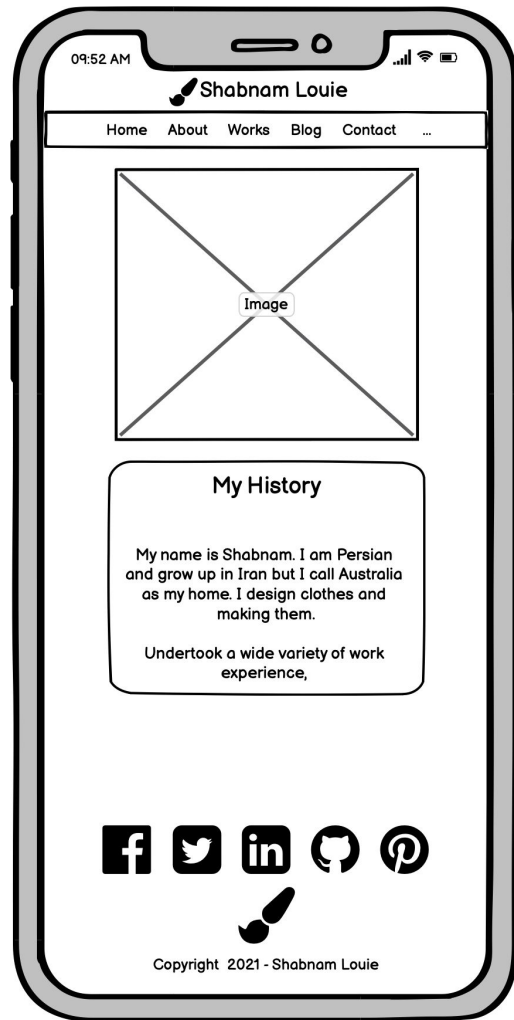 09:52 AM
Shabnam Louie
Home About Works Blog Contact ...
Image
My History
My name is Shabnam. I am Persian
and grow up in Iran but I call Australia
as my home. I design clothes and
making them.
Undertook a wide variety of work
experience,
Copyright 2021 - Shabnam Louie